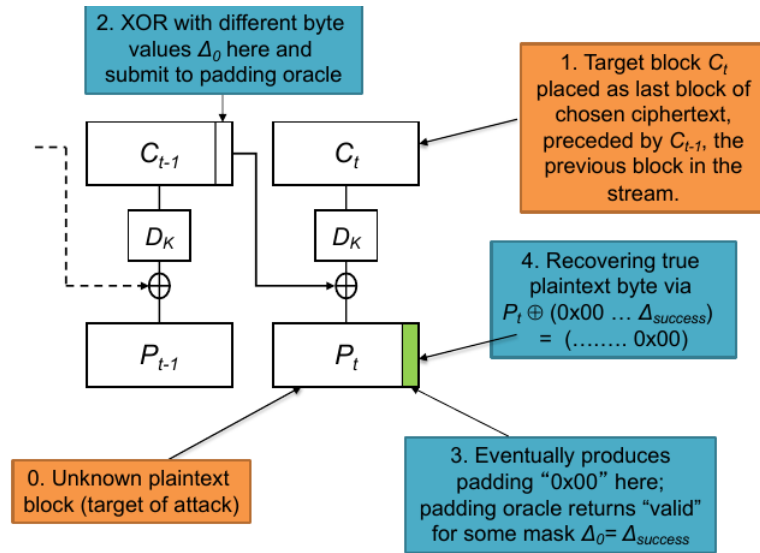 2. XOR with different byte
values Δ₀ here and
submit to padding oracle
1. Target block Cₜ
placed as last block of
chosen ciphertext,
preceded by Cₜ₋₁, the
previous block in the
stream.
Cₜ₋₁
Cₜ
D_K
D_K
4. Recovering true
plaintext byte via
Pₜ ⊕ (0x00 … Δsuccess)
= (…….. 0x00)
Pₜ₋₁
Pₜ
0. Unknown plaintext
block (target of attack)
3. Eventually produces
padding “0x00” here;
padding oracle returns “valid”
for some mask Δ₀= Δsuccess